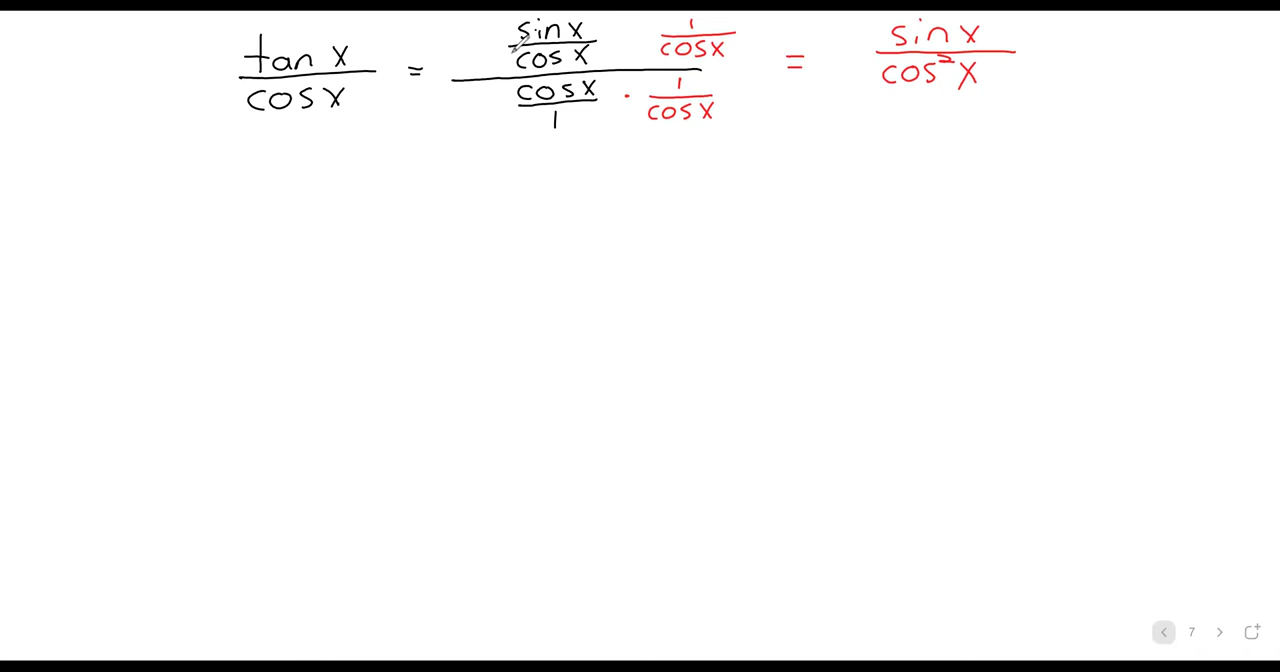 tan x / cos x = (sin x / cos x · 1 / cos x) / (cos x / 1 · 1 / cos x) = sin x / cos² x
7